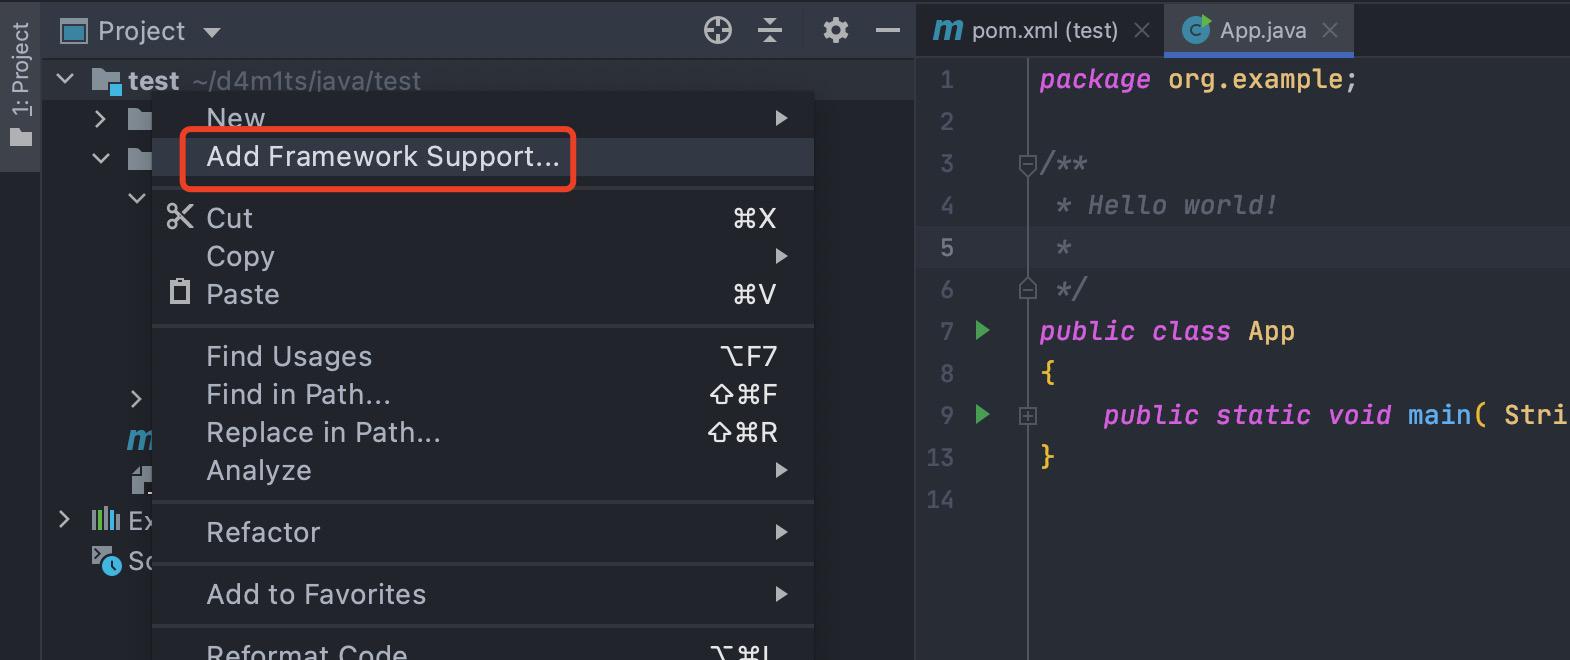 1: Project
Project
test ~/d4m1ts/java/test
New
Add Framework Support...
Cut ⌘X
Copy
Paste ⌘V
Find Usages ⌥F7
Find in Path... ⇧⌘F
Replace in Path... ⇧⌘R
Analyze
Refactor
Add to Favorites
Reformat Code ⌥⌘L
m
Ex
Sc
m pom.xml (test)
C App.java
1 package org.example;
2
3 /**
4 * Hello world!
5 *
6 */
7 public class App
8 {
9 public static void main( Stri
13 }
14